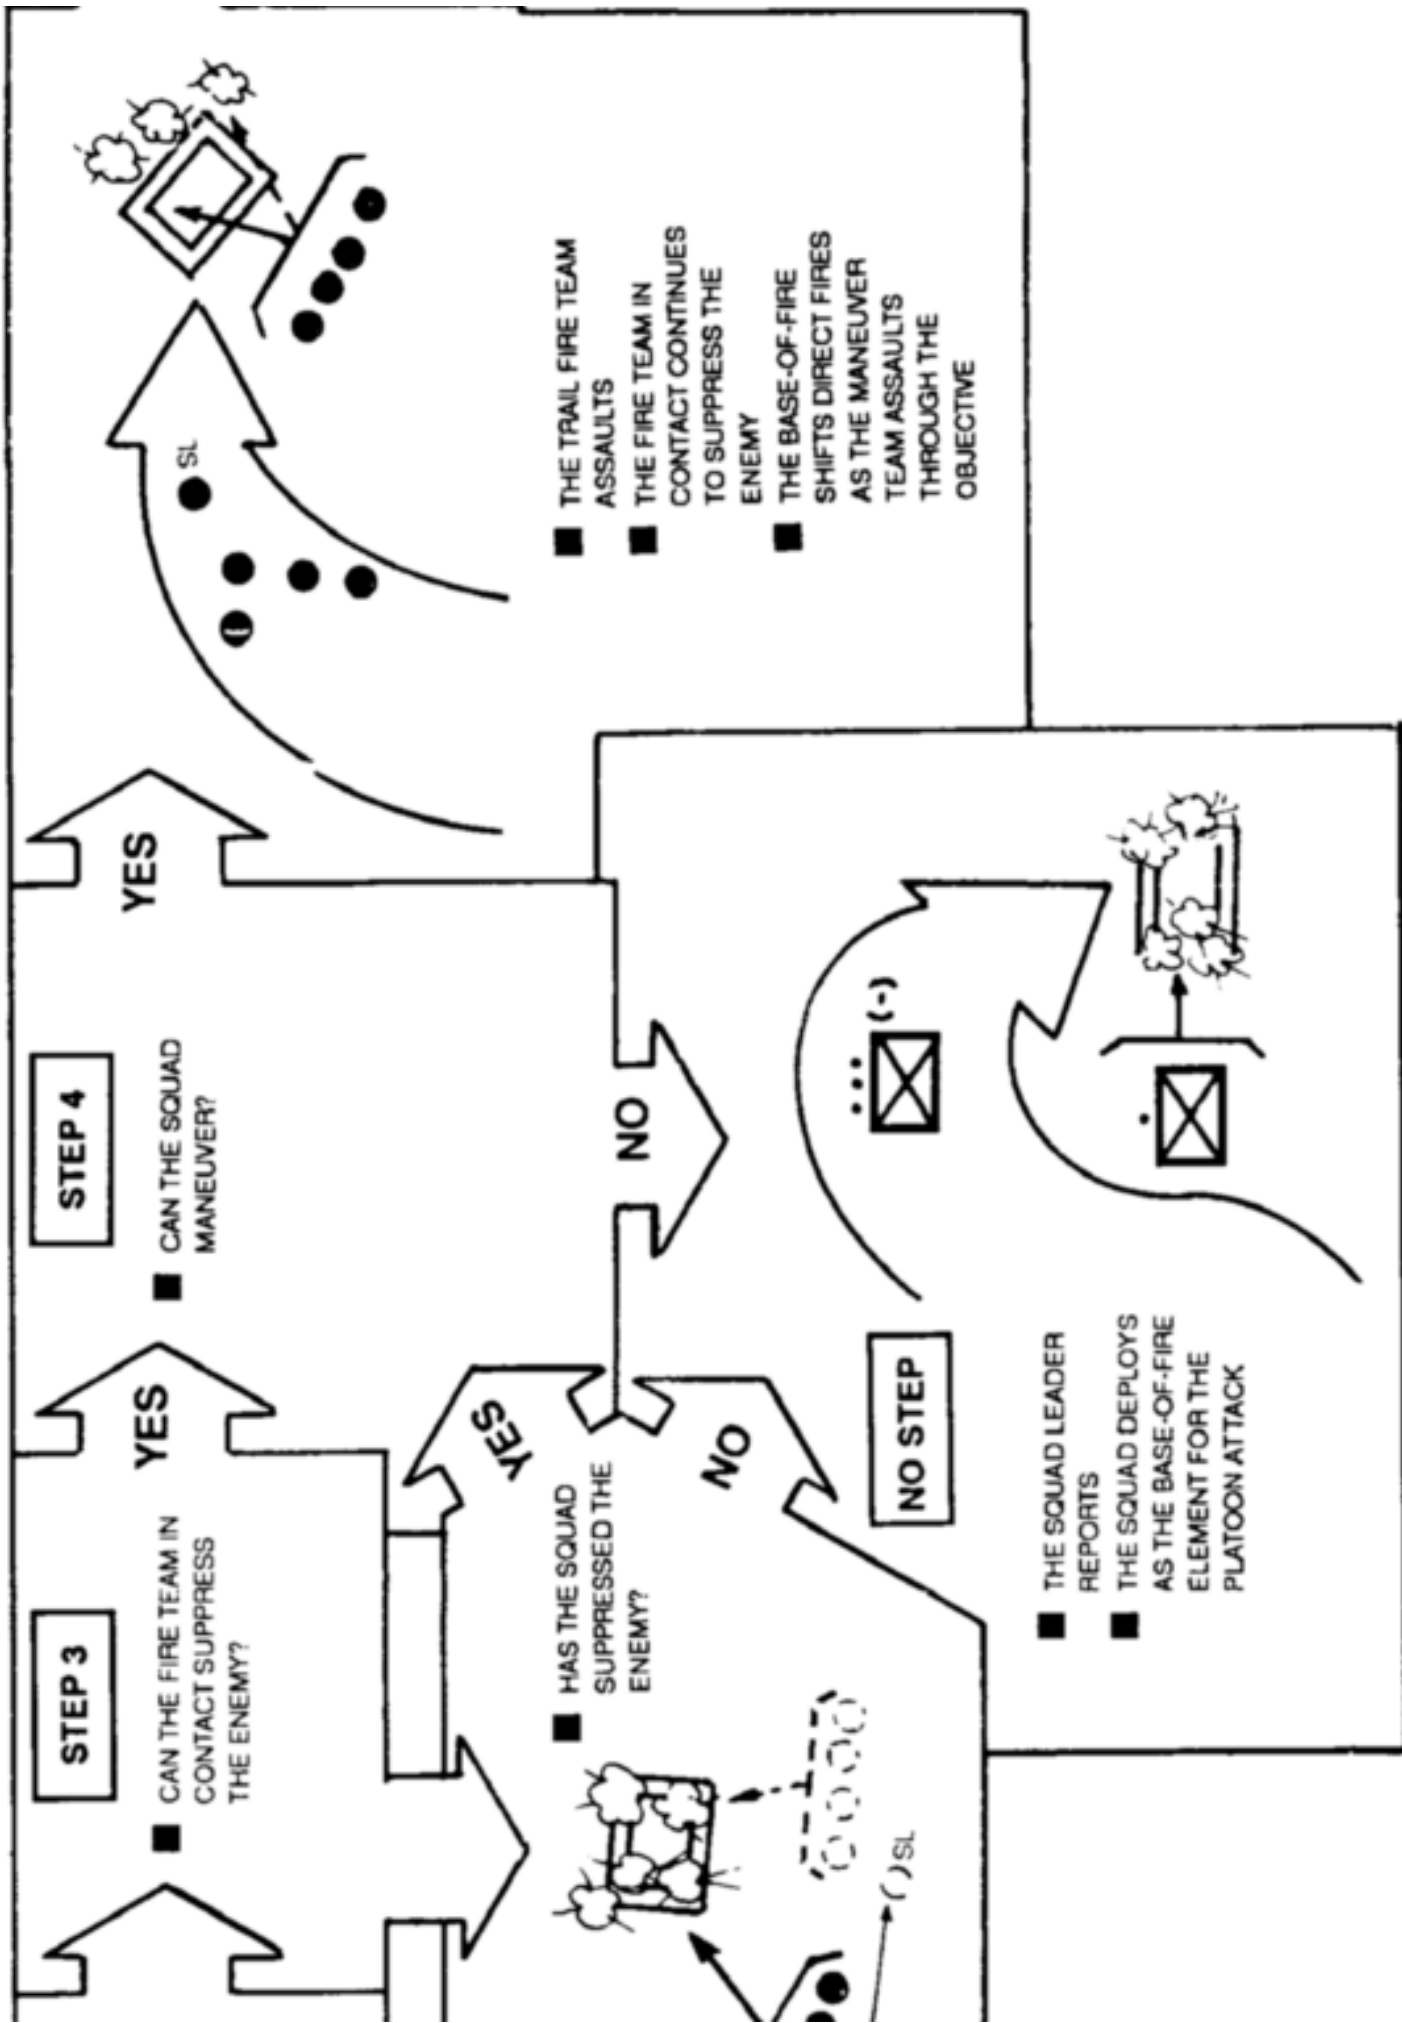 STEP 3
CAN THE FIRE TEAM IN
CONTACT SUPPRESS
THE ENEMY?
YES
STEP 4
CAN THE SQUAD
MANEUVER?
YES
SL
THE TRAIL FIRE TEAM
ASSAULTS
THE FIRE TEAM IN
CONTACT CONTINUES
TO SUPPRESS THE
ENEMY
THE BASE-OF-FIRE
SHIFTS DIRECT FIRES
AS THE MANEUVER
TEAM ASSAULTS
THROUGH THE
OBJECTIVE
HAS THE SQUAD
SUPPRESSED THE
ENEMY?
YES
NO
NO
( ) SL
NO STEP
THE SQUAD LEADER
REPORTS
THE SQUAD DEPLOYS
AS THE BASE-OF-FIRE
ELEMENT FOR THE
PLATOON ATTACK
(-)